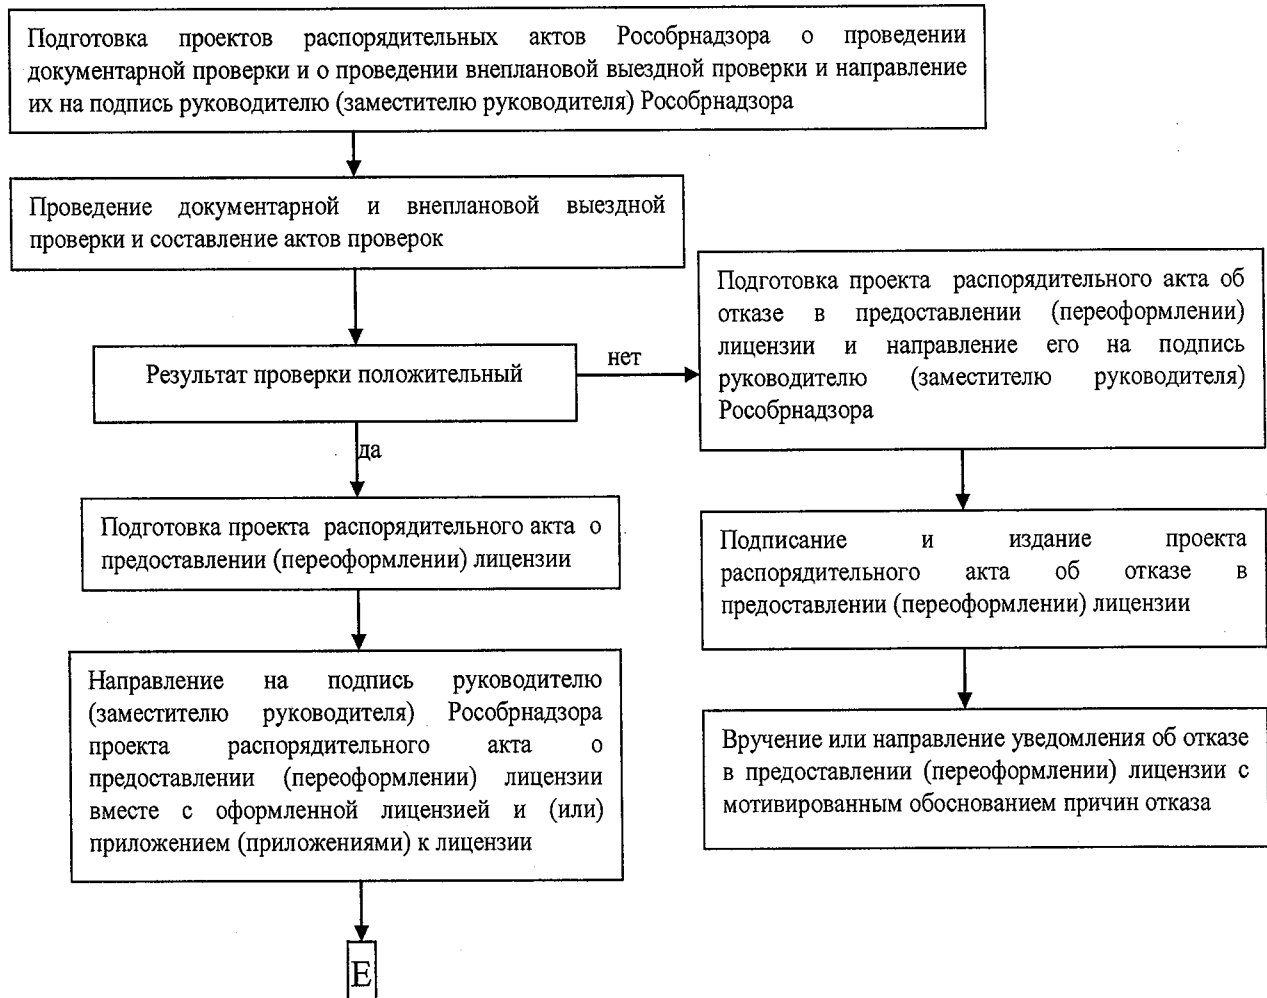 Подготовка проектов распорядительных актов Рособрнадзора о проведении
документарной проверки и о проведении внеплановой выездной проверки и направление
их на подпись руководителю (заместителю руководителя) Рособрнадзора
Проведение документарной и внеплановой выездной
проверки и составление актов проверок
Результат проверки положительный
нет
Подготовка проекта распорядительного акта об
отказе в предоставлении (переоформлении)
лицензии и направление его на подпись
руководителю (заместителю руководителя)
Рособрнадзора
да
Подготовка проекта распорядительного акта о
предоставлении (переоформлении) лицензии
Подписание и издание проекта
распорядительного акта об отказе в
предоставлении (переоформлении) лицензии
Направление на подпись руководителю
(заместителю руководителя) Рособрнадзора
проекта распорядительного акта о
предоставлении (переоформлении) лицензии
вместе с оформленной лицензией и (или)
приложением (приложениями) к лицензии
Вручение или направление уведомления об отказе
в предоставлении (переоформлении) лицензии с
мотивированным обоснованием причин отказа
Е